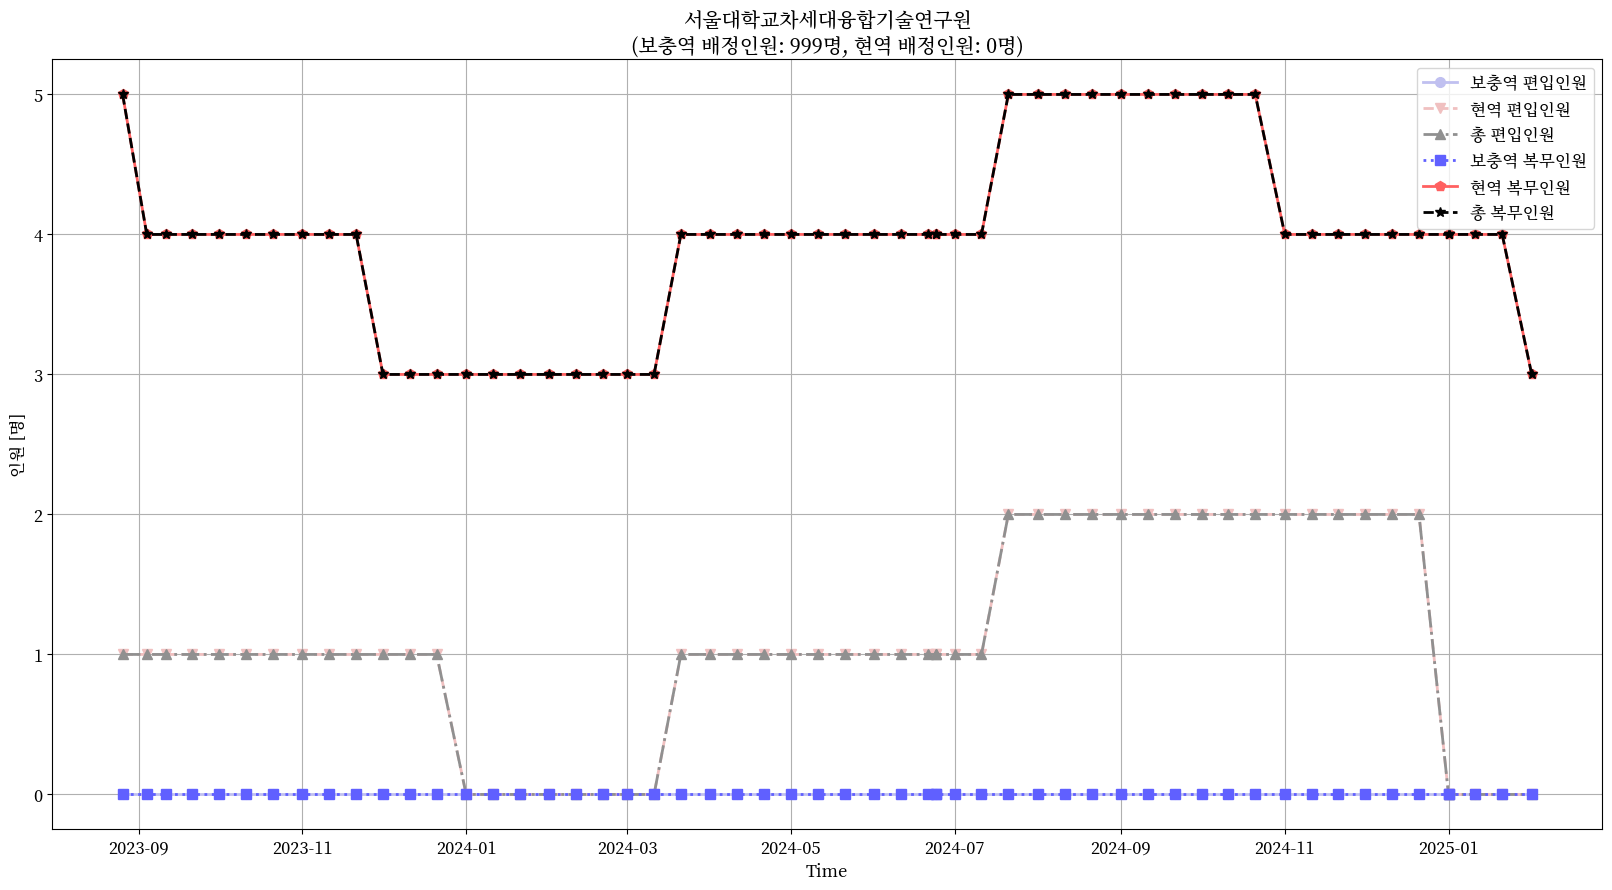 서울대학교차세대융합기술연구원
(보충역 배정인원: 999명, 현역 배정인원: 0명)
보충역 편입인원
현역 편입인원
총 편입인원
보충역 복무인원
현역 복무인원
총 복무인원
인원 [명]
5
4
3
2
1
0
2023-09
2023-11
2024-01
2024-03
2024-05
2024-07
2024-09
2024-11
2025-01
Time